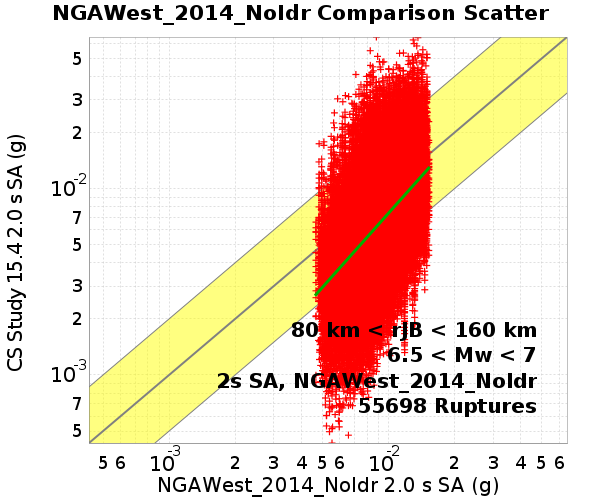 NGAWest_2014_NoIdr Comparison Scatter
CS Study 15.4 2.0 s SA (g)
5
3
2
10-2
7
5
3
2
10-3
7
5
80 km < rJB < 160 km
6.5 < Mw < 7
2s SA, NGAWest_2014_NoIdr
55698 Ruptures
5 6 10-3 2 3 4 5 6 10-2 2 3 4 5 6
NGAWest_2014_NoIdr 2.0 s SA (g)